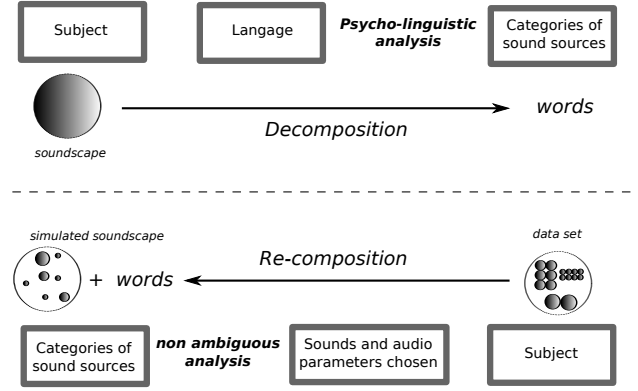 Subject
Langage
Psycho-linguistic
analysis
Categories of
sound sources
words
Decomposition
soundscape
simulated soundscape
data set
Re-composition
+ words
Categories of
sound sources
non ambiguous
analysis
Sounds and audio
parameters chosen
Subject